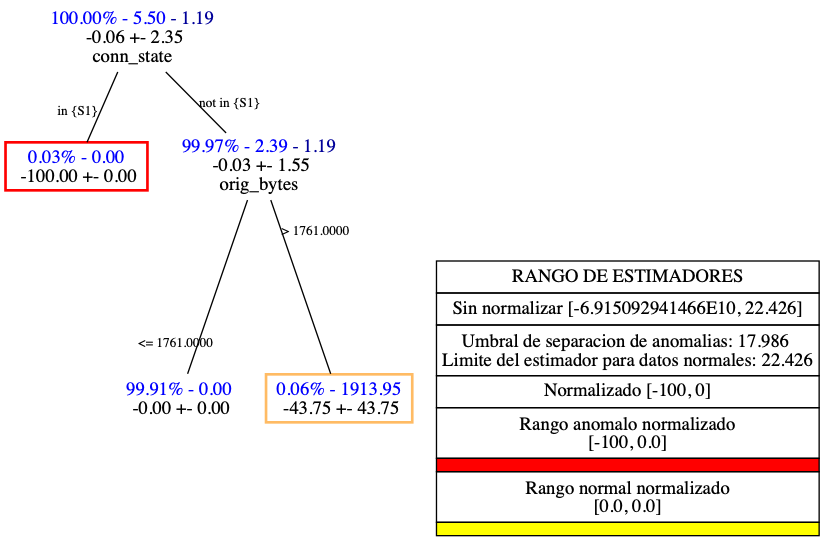 100.00% - 5.50 - 1.19
-0.06 +- 2.35
conn_state
in {S1}
not in {S1}
0.03% - 0.00
-100.00 +- 0.00
99.97% - 2.39 - 1.19
-0.03 +- 1.55
orig_bytes
> 1761.0000
<= 1761.0000
99.91% - 0.00
-0.00 +- 0.00
0.06% - 1913.95
-43.75 +- 43.75
RANGO DE ESTIMADORES
Sin normalizar [-6.915092941466E10, 22.426]
Umbral de separacion de anomalias: 17.986
Limite del estimador para datos normales: 22.426
Normalizado [-100, 0]
Rango anomalo normalizado
[-100, 0.0]
Rango normal normalizado
[0.0, 0.0]